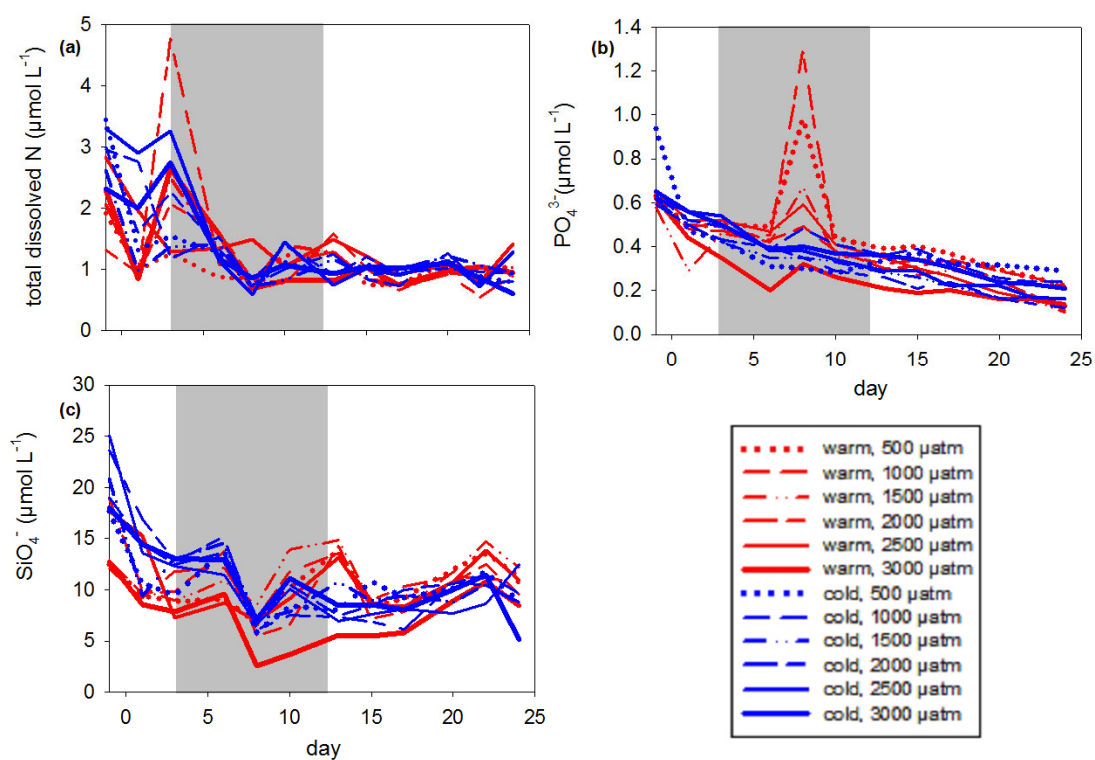 (a)
total dissolved N (µmol L⁻¹)
5
4
3
2
1
0
(b)
PO₄³⁻(µmol L⁻¹)
1.4
1.2
1.0
0.8
0.6
0.4
0.2
0.0
0 5 10 15 20 25
day
(c)
SiO₄⁻ (µmol L⁻¹)
30
25
20
15
10
5
0
0 5 10 15 20 25
day
warm, 500 µatm
warm, 1000 µatm
warm, 1500 µatm
warm, 2000 µatm
warm, 2500 µatm
warm, 3000 µatm
cold, 500 µatm
cold, 1000 µatm
cold, 1500 µatm
cold, 2000 µatm
cold, 2500 µatm
cold, 3000 µatm